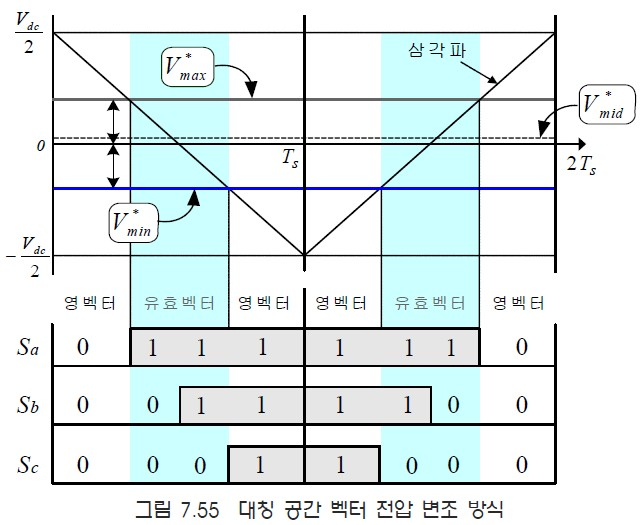 V_dc/2
삼각파
V*_max
V*_mid
0
T_s
2T_s
V*_min
-V_dc/2
영벡터 유효벡터 영벡터 영벡터 유효벡터 영벡터
S_a 0 1 1 1 1 1 1 0
S_b 0 0 1 1 1 1 0 0
S_c 0 0 0 1 1 0 0 0
그림 7.55 대칭 공간 벡터 전압 변조 방식